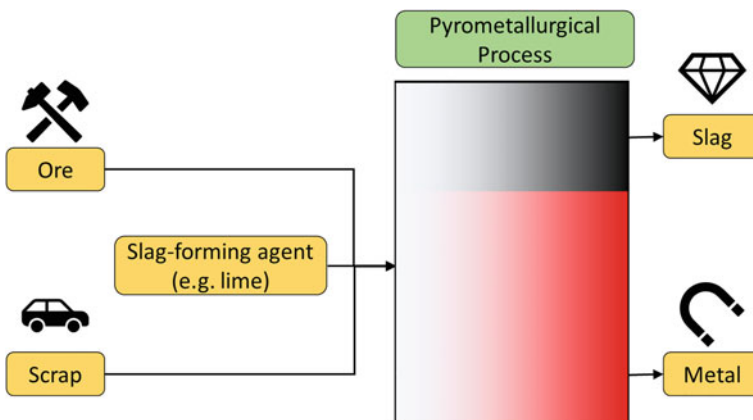 Pyrometallurgical
Process
Ore
Slag
Slag-forming agent
(e.g. lime)
Scrap
Metal